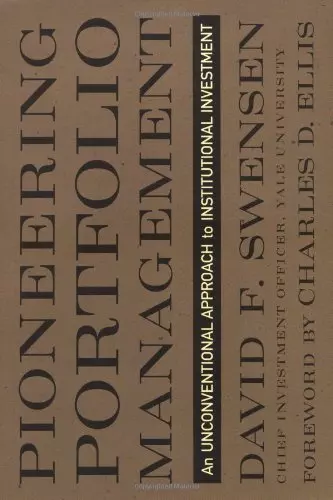 PIONEERING
PORTFOLIO
MANAGEMENT
An UNCONVENTIONAL APPROACH to INSTITUTIONAL INVESTMENT
DAVID F. SWENSEN
CHIEF INVESTMENT OFFICER, YALE UNIVERSITY
FOREWORD BY CHARLES D. ELLIS